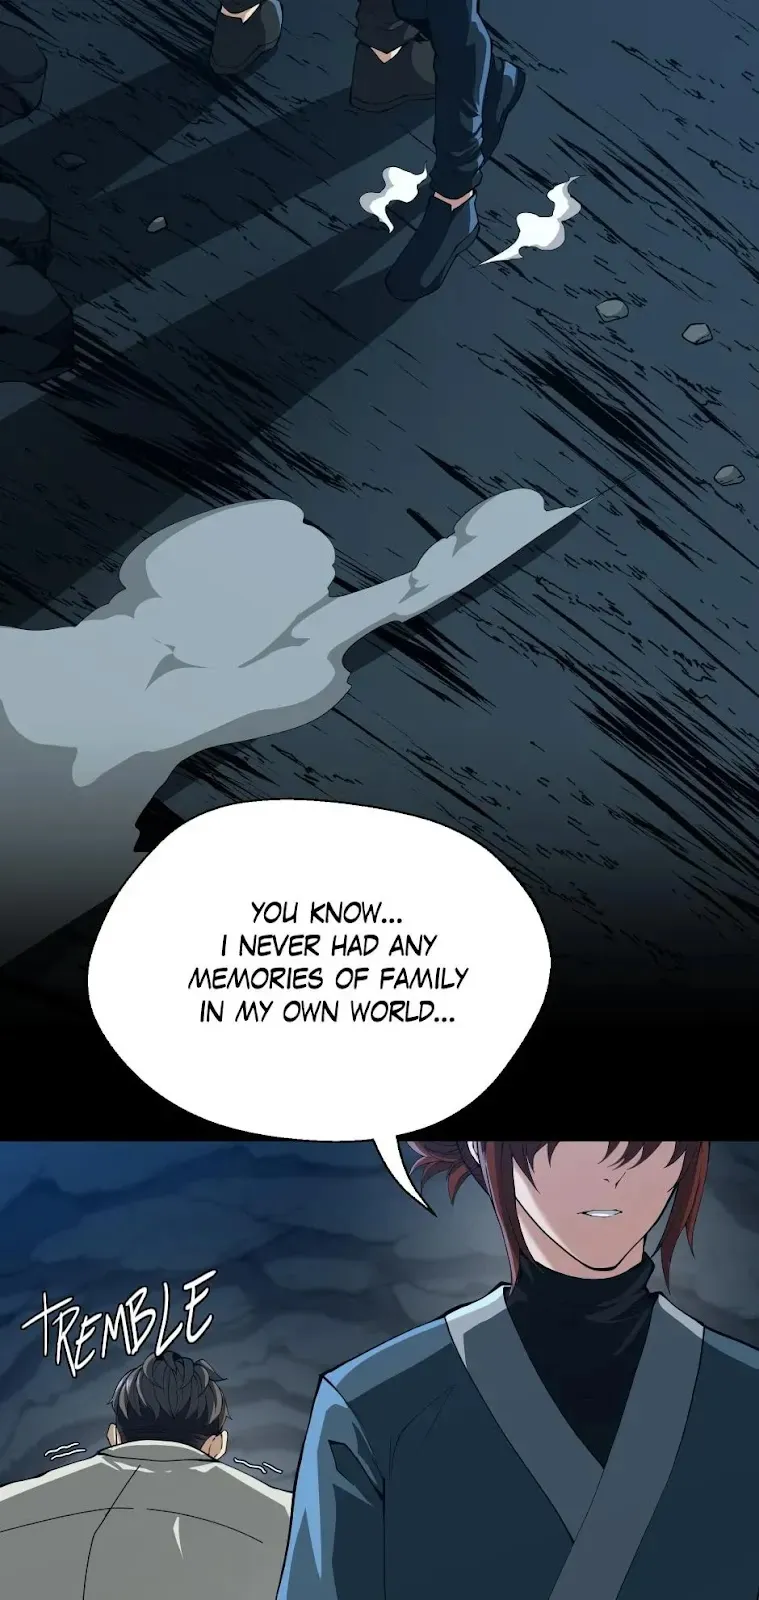 YOU KNOW...
I NEVER HAD ANY
MEMORIES OF FAMILY
IN MY OWN WORLD...
TREMBLE